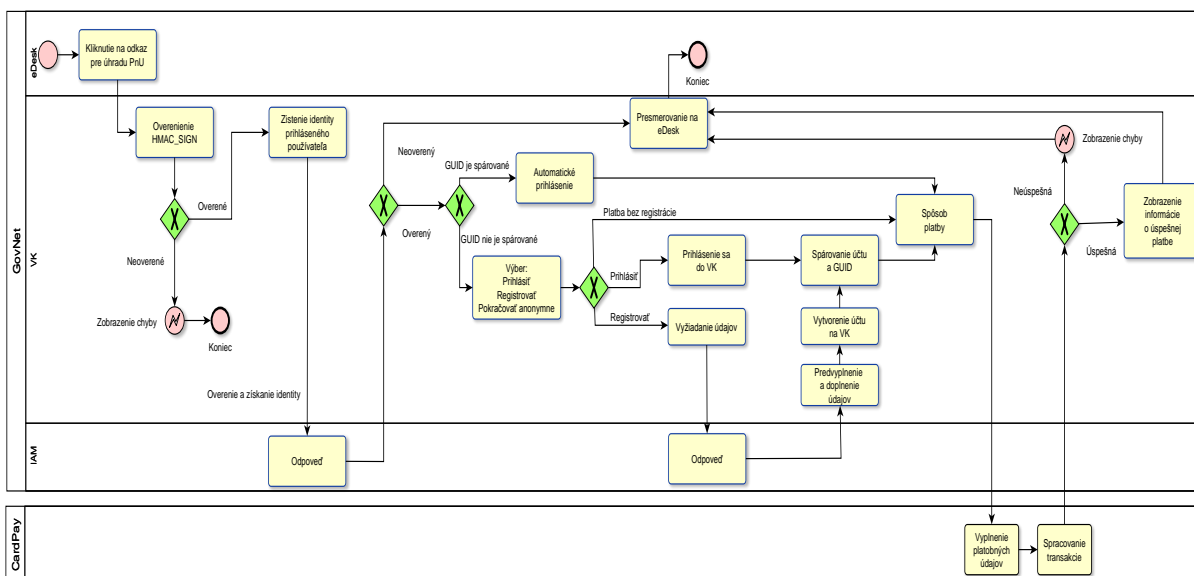 GovNet
eDesk
Kliknutie na odkaz
pre úhradu PnU
Koniec
VK
Overenienie
HMAC_SIGN
Zistenie identity
prihláseného
používateľa
Overené
Neoverené
Zobrazenie chyby
Koniec
Overenie a získanie identity
Neoverený
Overený
GUID je spárované
GUID nie je spárované
Automatické
prihlásenie
Výber:
Prihlásiť
Registrovať
Pokračovať anonymne
Platba bez registrácie
Prihlásiť
Registrovať
Prihlásenie sa
do VK
Vyžiadanie údajov
Spárovanie účtu
a GUID
Vytvorenie účtu
na VK
Predvyplnenie
a doplnenie
údajov
Presmerovanie na
eDesk
Spôsob
platby
Zobrazenie chyby
Neúspešná
Úspešná
Zobrazenie
informácie
o úspešnej
platbe
IAM
Odpoveď
Odpoveď
CardPay
Vyplnenie
platobných
údajov
Spracovanie
transakcie